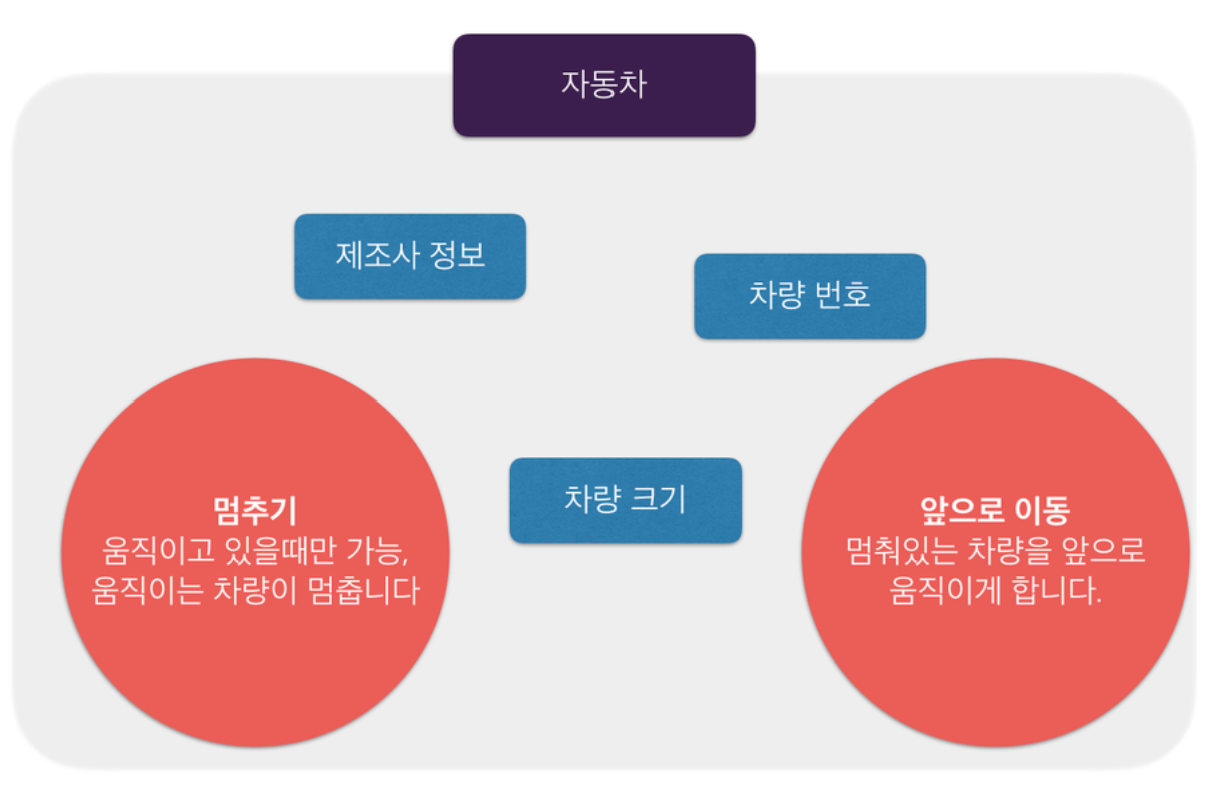 자동차
제조사 정보
차량 번호
차량 크기
멈추기
움직이고 있을때만 가능,
움직이는 차량이 멈춥니다
앞으로 이동
멈춰있는 차량을 앞으로
움직이게 합니다.